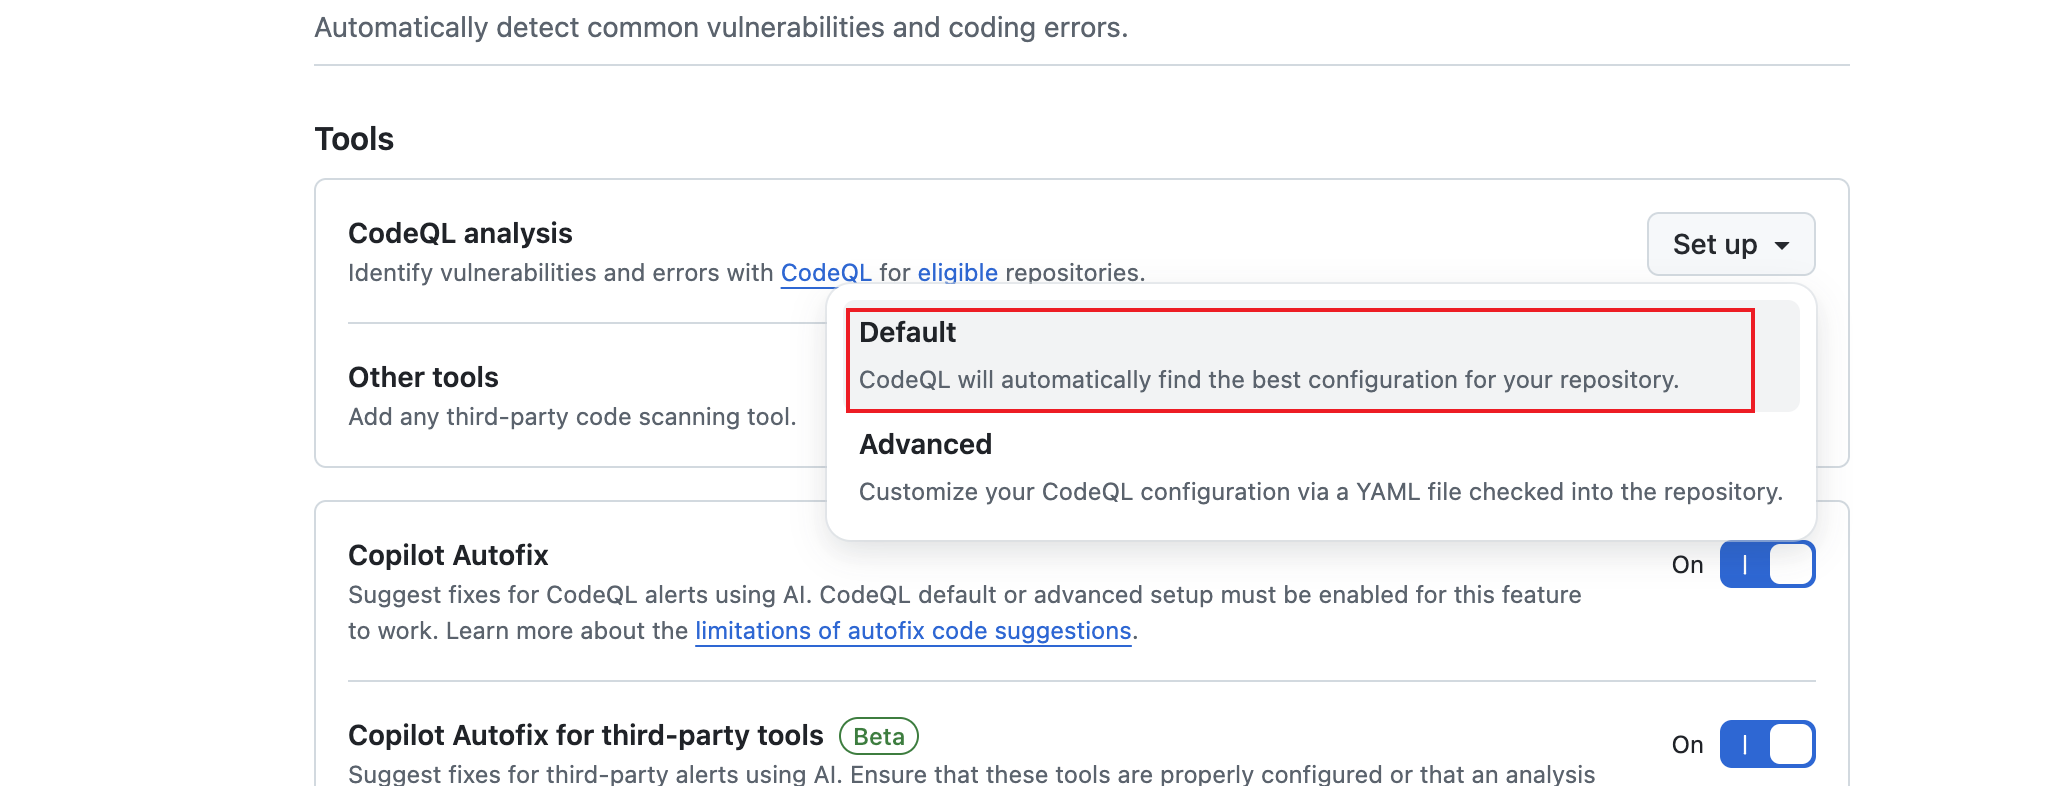 Automatically detect common vulnerabilities and coding errors.
Tools
CodeQL analysis
Identify vulnerabilities and errors with CodeQL for eligible repositories.
Set up
Default
CodeQL will automatically find the best configuration for your repository.
Advanced
Customize your CodeQL configuration via a YAML file checked into the repository.
Other tools
Add any third-party code scanning tool.
Copilot Autofix
On
Suggest fixes for CodeQL alerts using AI. CodeQL default or advanced setup must be enabled for this feature
to work. Learn more about the limitations of autofix code suggestions.
Copilot Autofix for third-party tools Beta
On
Suggest fixes for third-party alerts using AI. Ensure that these tools are properly configured or that an analysis